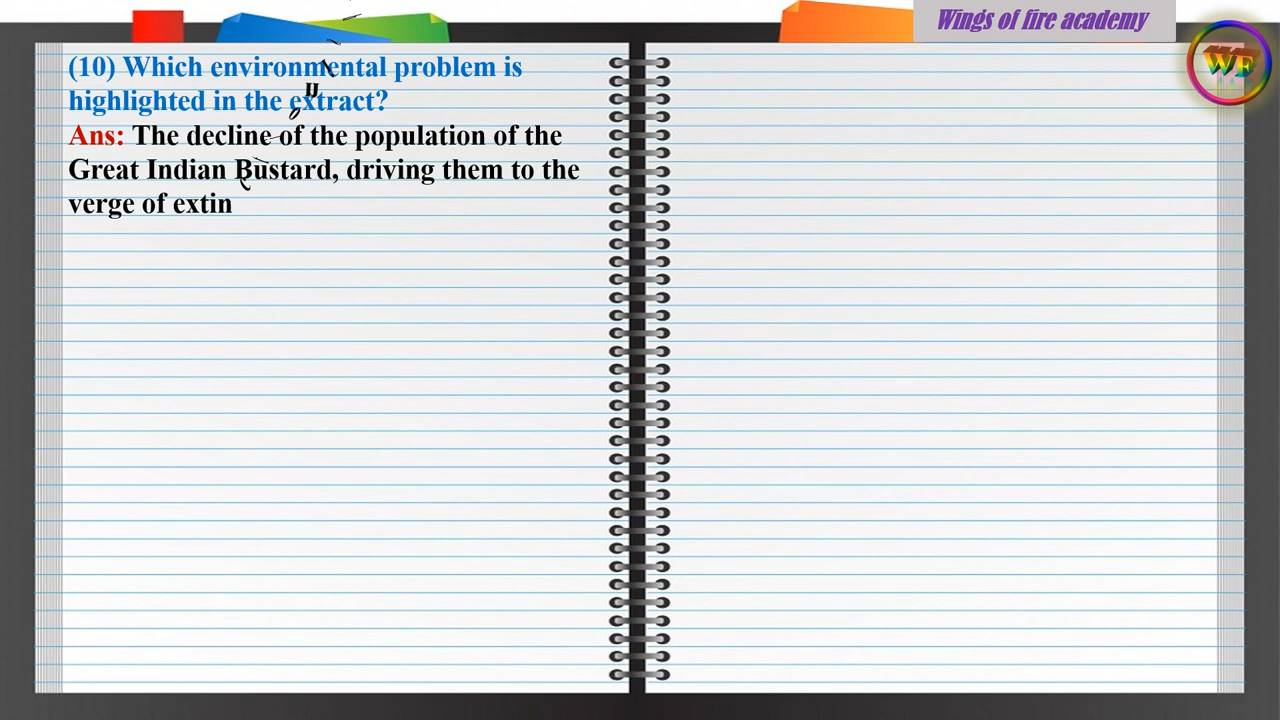 Wings of fire academy
WF
(10) Which environmental problem is
highlighted in the extract?
Ans: The decline of the population of the
Great Indian Bustard, driving them to the
verge of extin